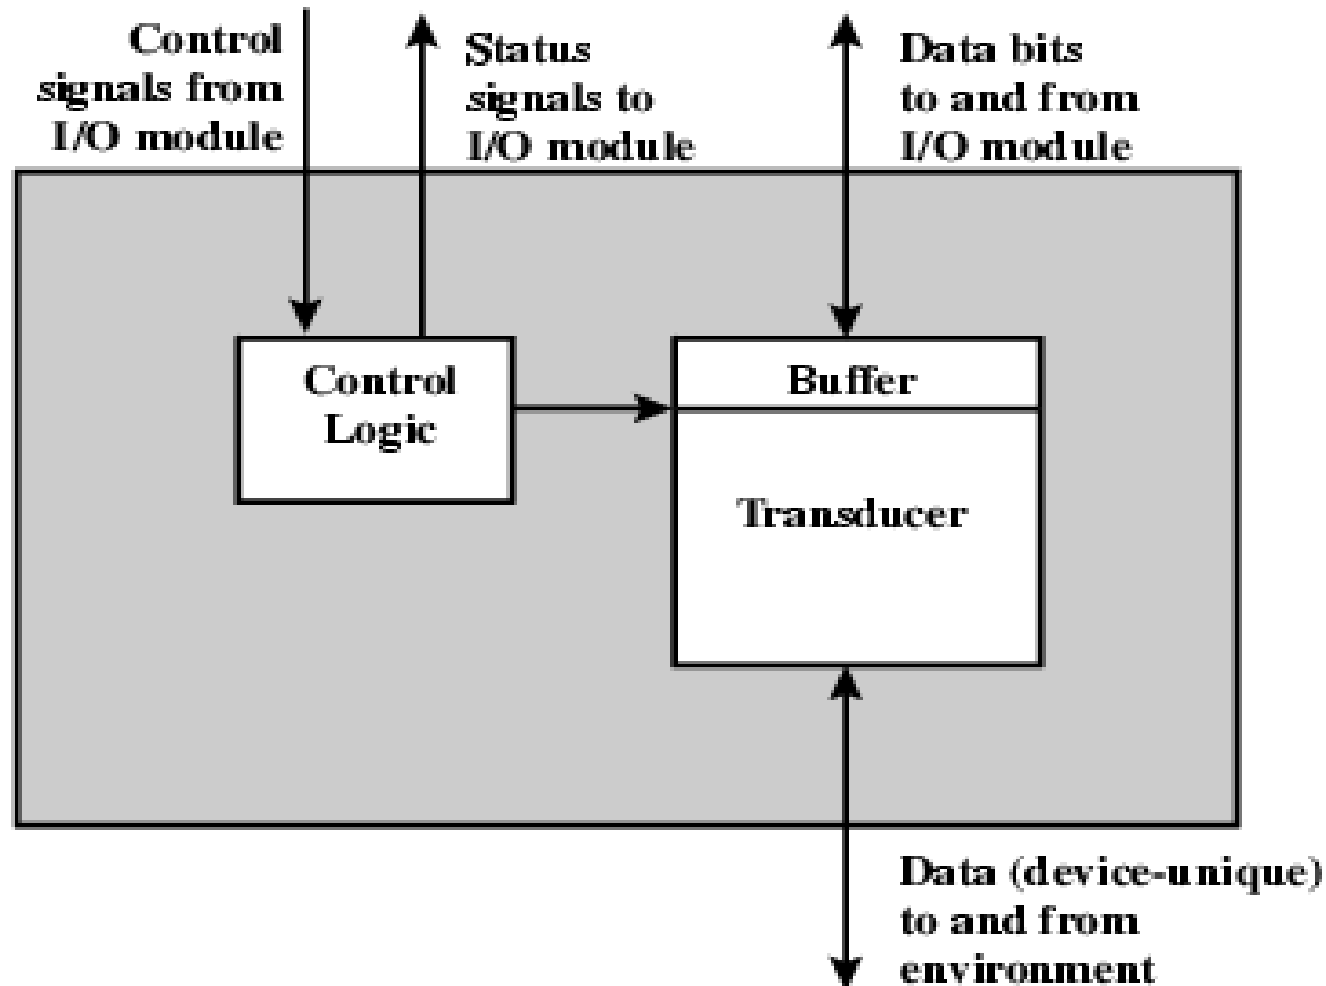 Control
signals from
I/O module
Status
signals to
I/O module
Data bits
to and from
I/O module
Control
Logic
Buffer
Transducer
Data (device-unique)
to and from
environment